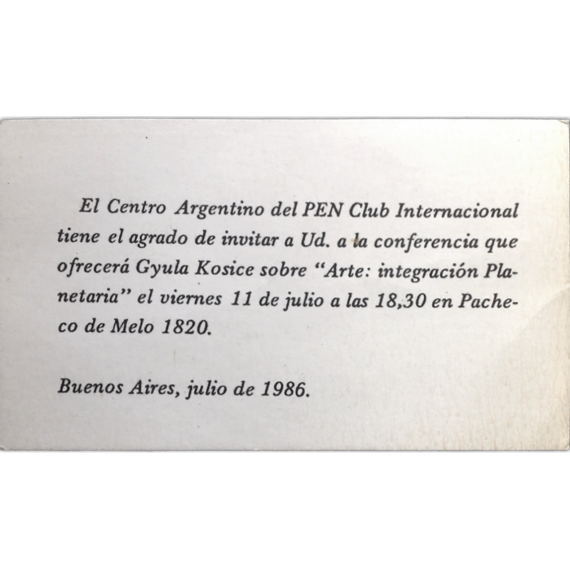 El Centro Argentino del PEN Club Internacional
tiene el agrado de invitar a Ud. a la conferencia que
ofrecerá Gyula Kosice sobre “Arte: integración Pla-
netaria” el viernes 11 de julio a las 18,30 en Pache-
co de Melo 1820.
Buenos Aires, julio de 1986.